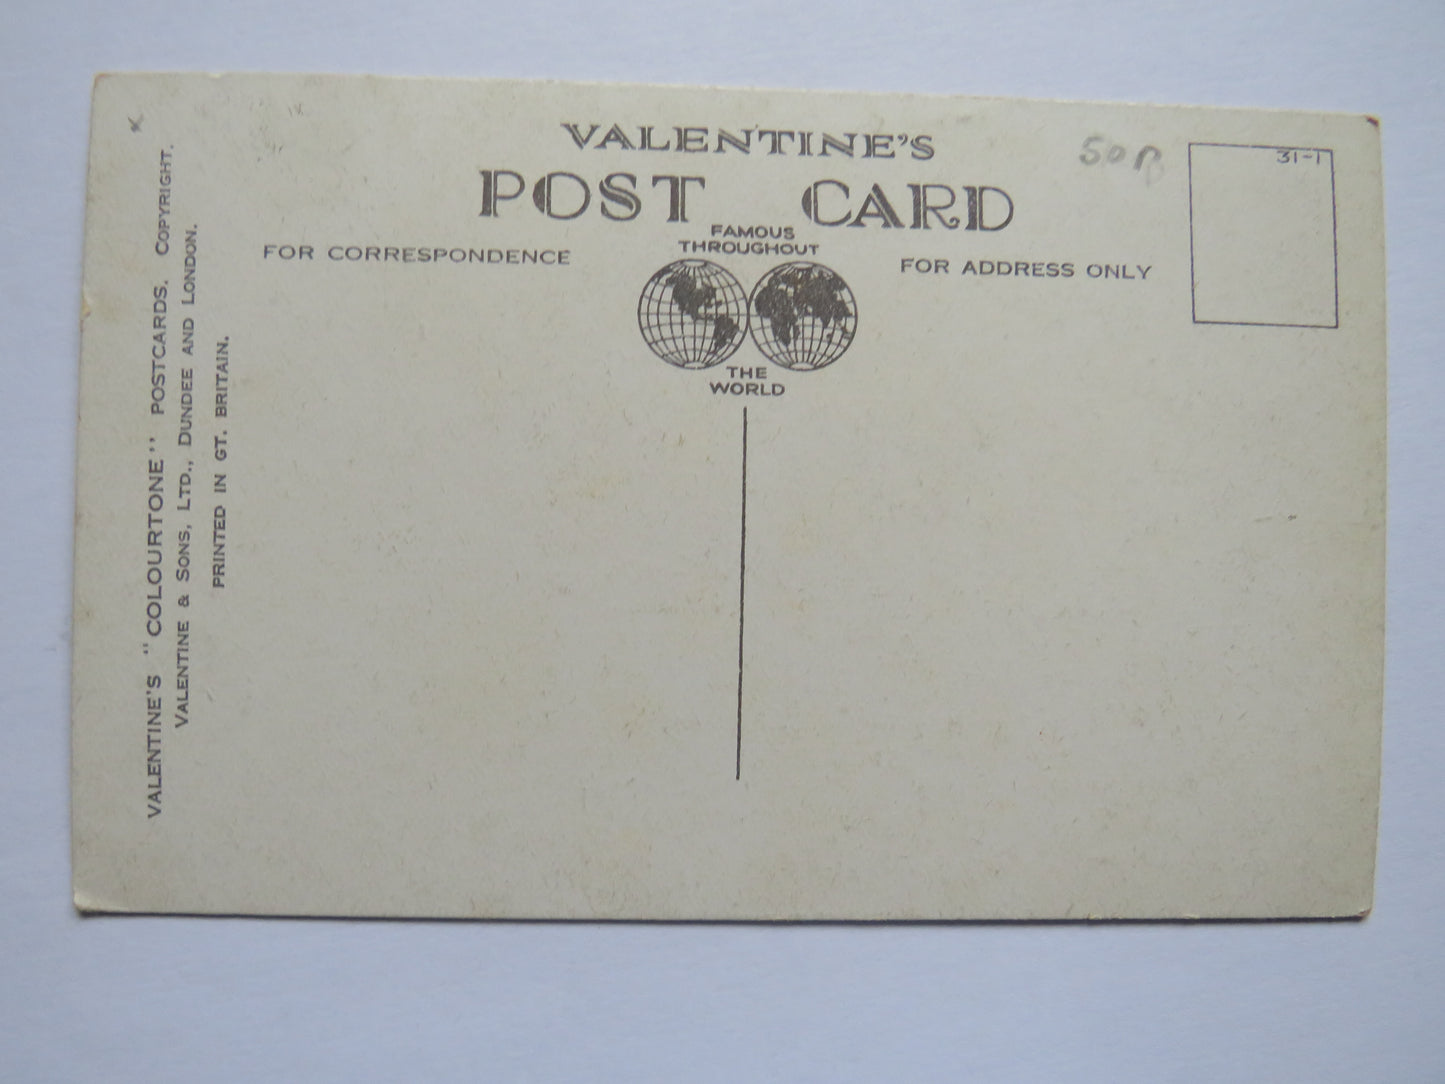 VALENTINE'S
POST CARD
FAMOUS
THROUGHOUT
THE
WORLD
FOR CORRESPONDENCE
FOR ADDRESS ONLY
50p
31-1
VALENTINE'S "COLOURTONE" POSTCARDS. COPYRIGHT.
VALENTINE & SONS, LTD., DUNDEE AND LONDON.
PRINTED IN GT. BRITAIN.